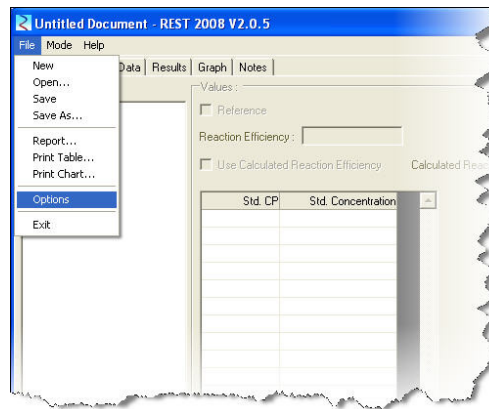 Untitled Document - REST 2008 V2.0.5
File Mode Help
Data Results Graph Notes
New
Open...
Save
Save As...
Report...
Print Table...
Print Chart...
Options
Exit
Values:
Reference
Reaction Efficiency:
Use Calculated Reaction Efficiency Calculated Reac
Std. CP Std. Concentration